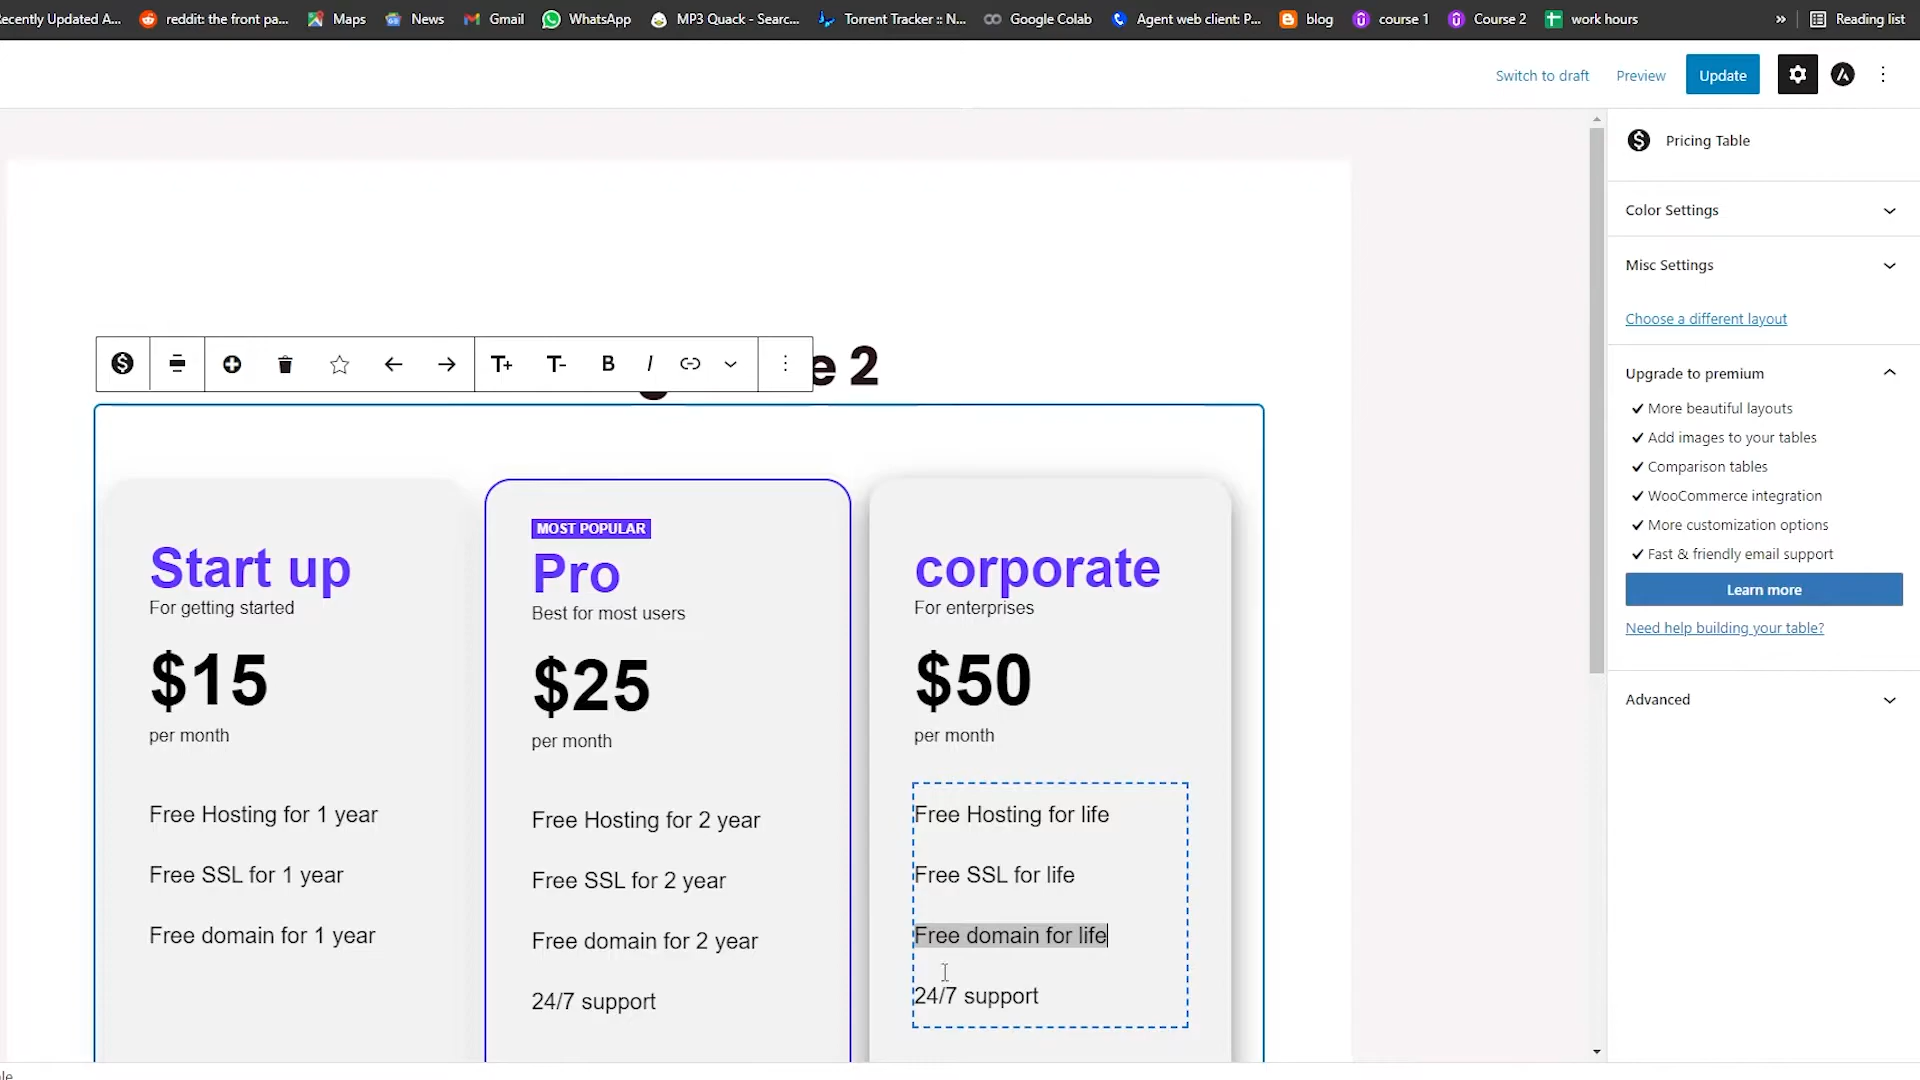 ecently Updated A...
reddit: the front pa...
Maps
News
Gmail
WhatsApp
MP3 Quack - Searc...
Torrent Tracker :: N...
Google Colab
Agent web client: P...
blog
course 1
Course 2
work hours
»
Reading list
Switch to draft
Preview
Update
Pricing Table
Color Settings
Misc Settings
Choose a different layout
Upgrade to premium
✓ More beautiful layouts
✓ Add images to your tables
✓ Comparison tables
✓ WooCommerce integration
✓ More customization options
✓ Fast & friendly email support
Learn more
Need help building your table?
Advanced
T+
T-
B
I
e 2
Start up
For getting started
$15
per month
Free Hosting for 1 year
Free SSL for 1 year
Free domain for 1 year
MOST POPULAR
Pro
Best for most users
$25
per month
Free Hosting for 2 year
Free SSL for 2 year
Free domain for 2 year
24/7 support
corporate
For enterprises
$50
per month
Free Hosting for life
Free SSL for life
Free domain for life
24/7 support